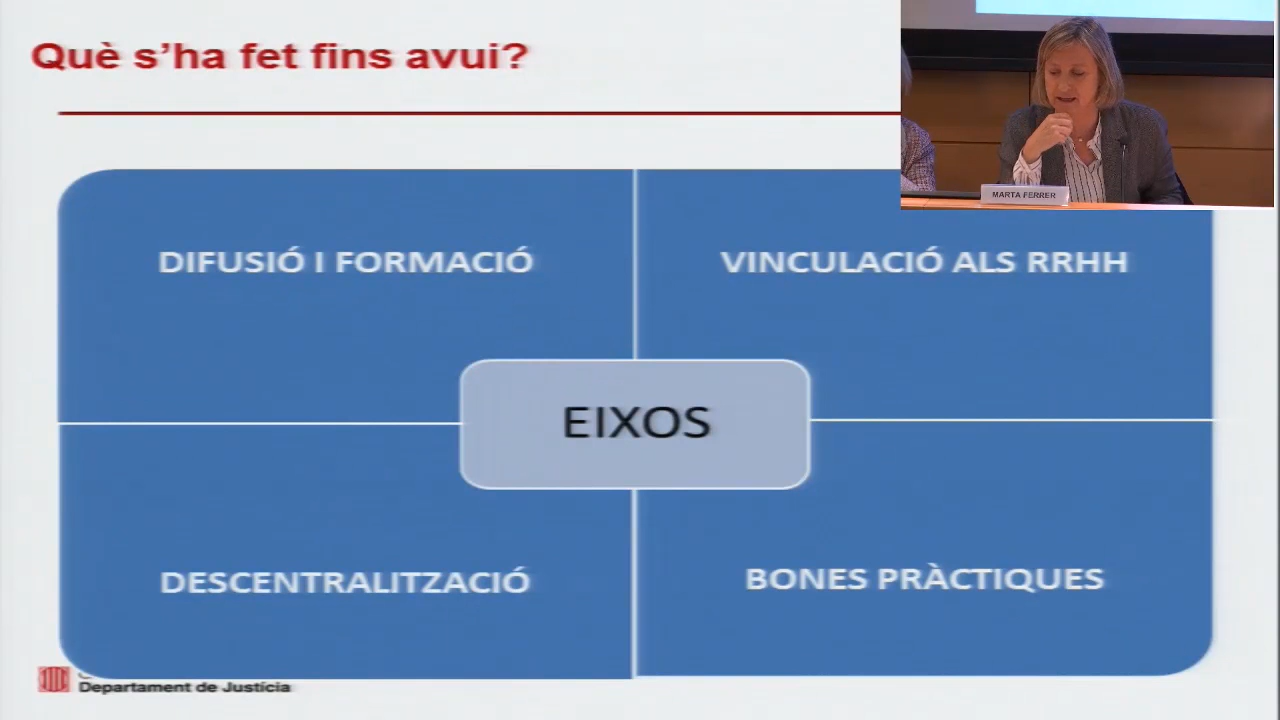 Què s'ha fet fins avui?
MARTA FERRER
DIFUSIÓ I FORMACIÓ
VINCULACIÓ ALS RRHH
EIXOS
DESCENTRALITZACIÓ
BONES PRÀCTIQUES
Departament de Justícia